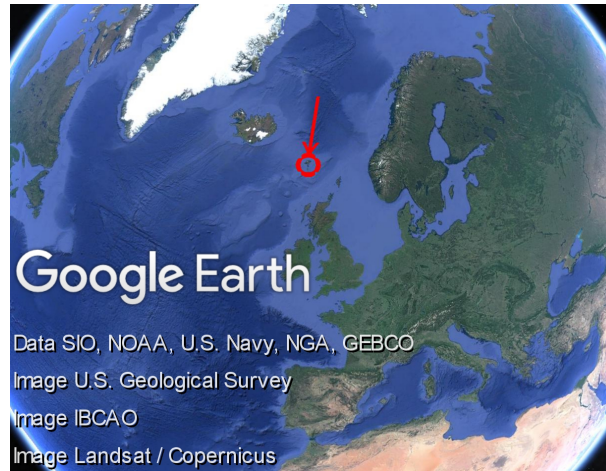 Google Earth
Data SIO, NOAA, U.S. Navy, NGA, GEBCO
Image U.S. Geological Survey
Image IBCAO
Image Landsat / Copernicus